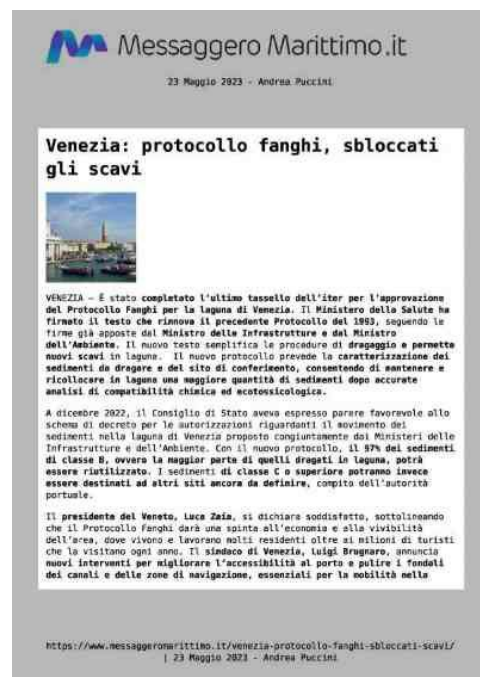 Messaggero Marittimo.it
23 Maggio 2023 - Andrea Puccini
Venezia: protocollo fanghi, sbloccati
gli scavi
VENEZIA – È stato completato l'ultimo tassello dell'iter per l'approvazione
del Protocollo Fanghi per la laguna di Venezia. Il Ministero della Salute ha
firmato il testo che rinnova il precedente Protocollo del 1993, seguendo le
firme già apposte dal Ministro delle Infrastrutture e dal Ministro
dell'Ambiente. Il nuovo testo semplifica le procedure di dragaggio e permette
nuovi scavi in laguna. Il nuovo protocollo prevede la caratterizzazione dei
sedimenti da dragare e del sito di conferimento, consentendo di mantenere e
ricollocare in laguna una maggiore quantità di sedimenti dopo accurate
analisi di compatibilità chimica ed ecotossicologica.
A dicembre 2022, il Consiglio di Stato aveva espresso parere favorevole allo
schema di decreto per le autorizzazioni riguardanti il movimento dei
sedimenti nella laguna di Venezia proposto congiuntamente dai Ministeri delle
Infrastrutture e dell'Ambiente. Con il nuovo protocollo, il 97% dei sedimenti
di classe B, ovvero la maggior parte di quelli dragati in laguna, potrà
essere riutilizzato. I sedimenti di classe C o superiore potranno invece
essere destinati ad altri siti ancora da definire, compito dell'autorità
portuale.
Il presidente del Veneto, Luca Zaia, si dichiara soddisfatto, sottolineando
che il Protocollo Fanghi darà una spinta all'economia e alla vivibilità
dell'area, dove vivono e lavorano molti residenti oltre ai milioni di turisti
che la visitano ogni anno. Il sindaco di Venezia, Luigi Brugnaro, annuncia
nuovi interventi per migliorare l'accessibilità al porto e pulire i fondali
dei canali e delle zone di navigazione, essenziali per la mobilità nella
https://www.messaggeromarittimo.it/venezia-protocollo-fanghi-sbloccati-scavi/
| 23 Maggio 2023 - Andrea Puccini